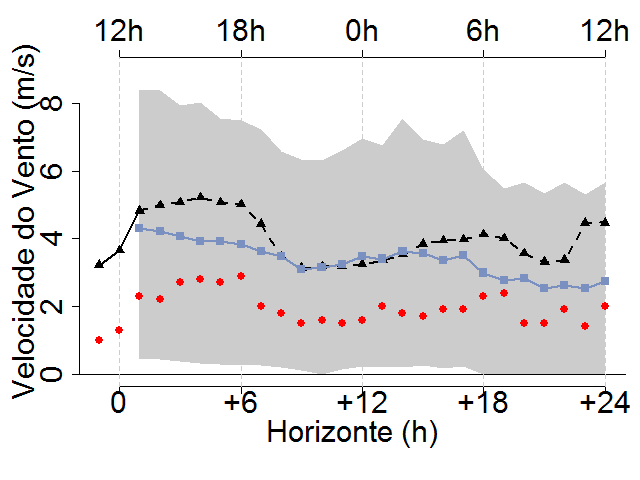 12h 18h 0h 6h 12h
Velocidade do Vento (m/s)
8
6
4
2
0
0 +6 +12 +18 +24
Horizonte (h)